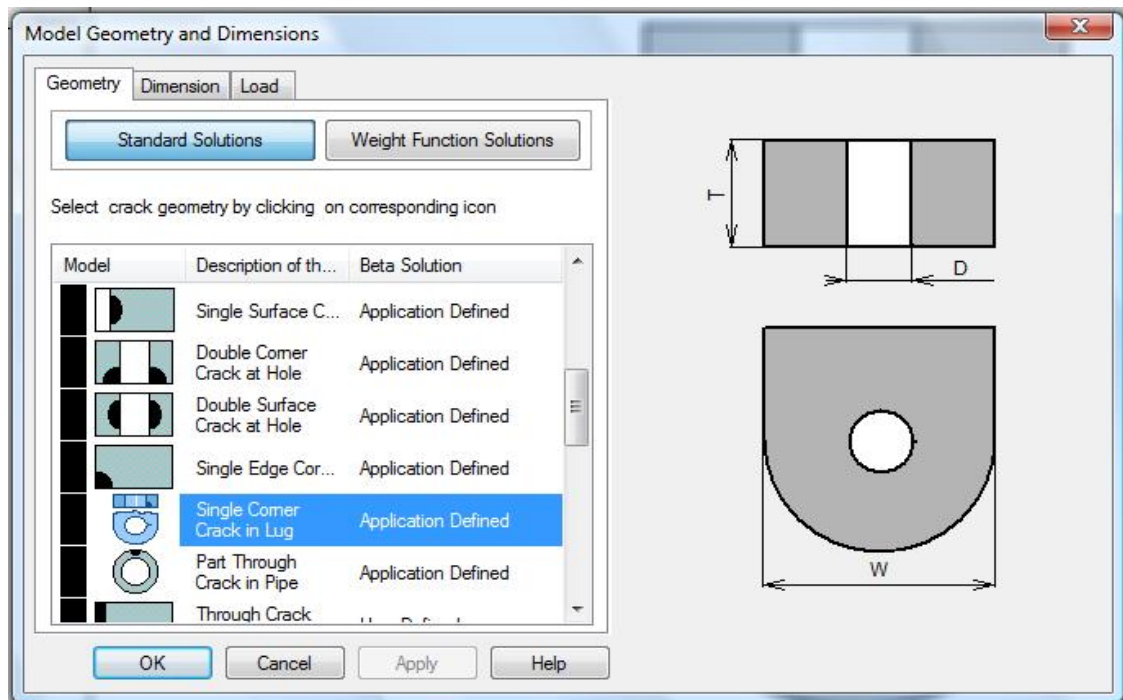 Model Geometry and Dimensions
Geometry Dimension Load
Standard Solutions Weight Function Solutions
Select crack geometry by clicking on corresponding icon
Model Description of th... Beta Solution
Single Surface C... Application Defined
Double Corner
Crack at Hole
Application Defined
Double Surface
Crack at Hole
Application Defined
Single Edge Cor... Application Defined
Single Corner
Crack in Lug
Application Defined
Part Through
Crack in Pipe
Application Defined
Through Crack
OK Cancel Apply Help
T
D
W